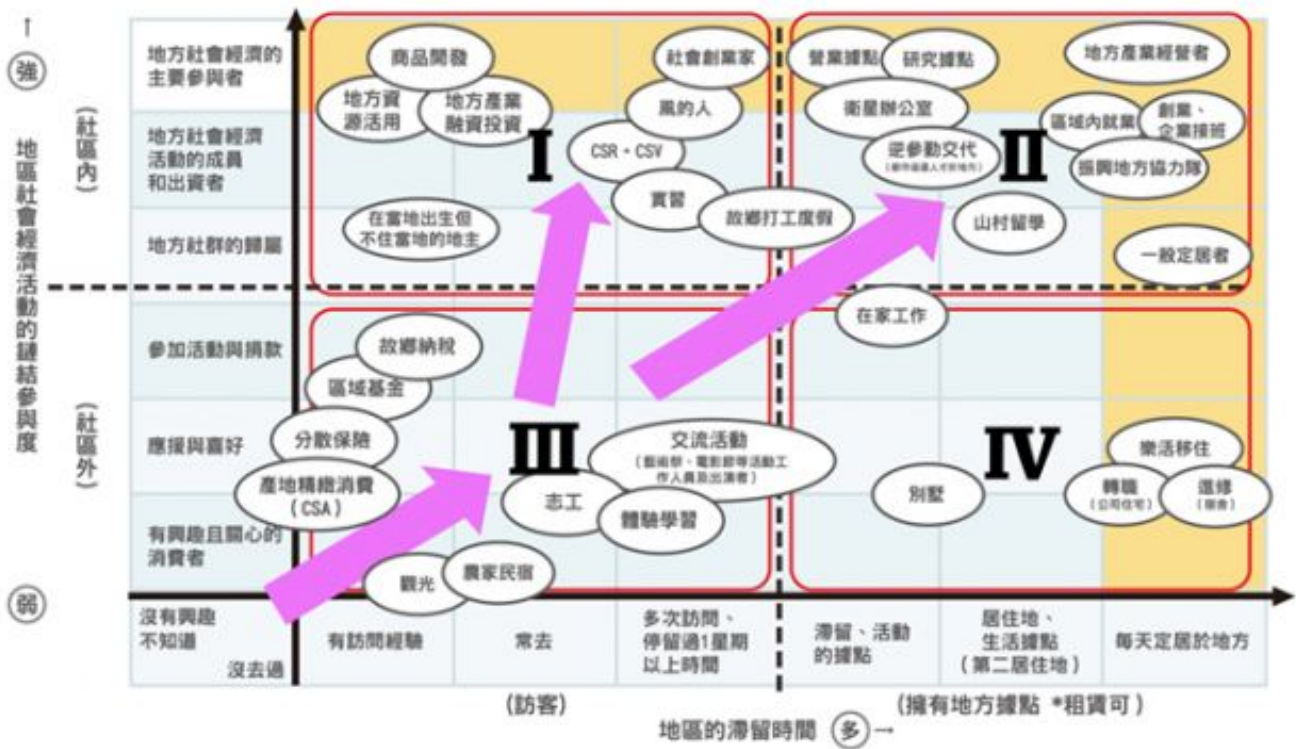 ↑
強
地區社會經濟活動的鏈結參與度
弱
(社區內)
(社區外)
地方社會經濟的
主要參與者
地方社會經濟
活動的成員
和出資者
地方社群的歸屬
參加活動與捐款
應援與喜好
有興趣且關心的
消費者
商品開發
地方資
源活用
地方產業
融資投資
社會創業家
風的人
CSR・CSV
實習
故鄉打工度假
在當地出生但
不住當地的地主
I
營業據點
研究據點
衛星辦公室
逆參勤交代
地方產業經營者
區域內就業
創業、
企業接班
振興地方協力隊
山村留學
一般定居者
II
故鄉納稅
區域基金
分散保險
產地精緻消費
(CSA)
III
交流活動
(藝術祭、電影節等活動工
作人員及出演者)
志工
體驗學習
觀光
農家民宿
在家工作
IV
別墅
樂活移住
轉職
(公司住宅)
進修
(宿舍)
沒有興趣
不知道
沒去過
有訪問經驗
常去
多次訪問、
停留過1星期
以上時間
滯留、活動
的據點
居住地、
生活據點
(第二居住地)
每天定居於地方
(訪客)
(擁有地方據點 *租賃可)
地區的滯留時間 多→